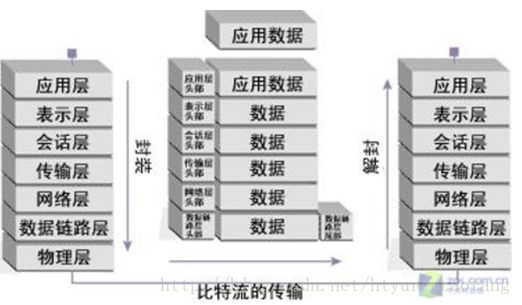 应用数据
应用层
表示层
会话层
传输层
网络层
数据链路层
物理层
封装
应用层
头部
应用数据
表示层
头部
数据
会话层
头部
数据
传输层
头部
数据
网络层
头部
数据
数据链
路层
头部
数据
数据链
路层
尾部
解封
应用层
表示层
会话层
传输层
网络层
数据链路层
物理层
比特流的传输